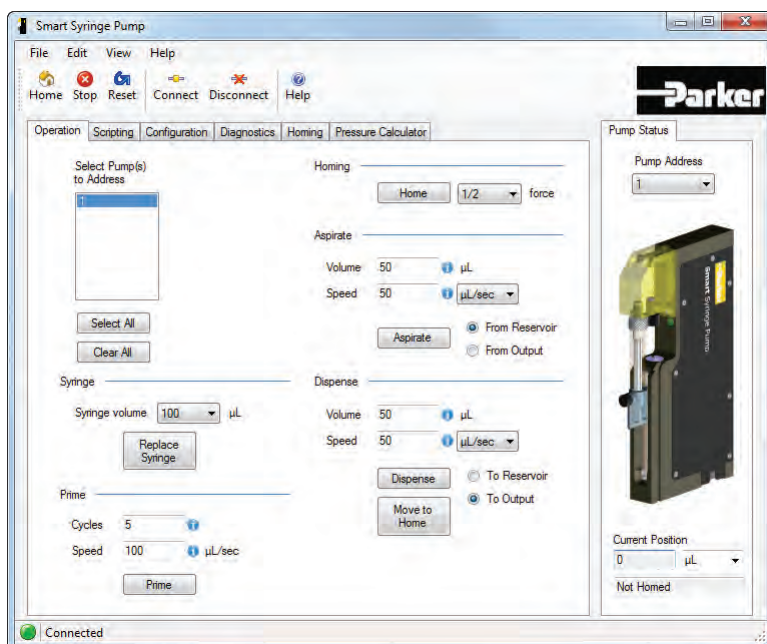 Smart Syringe Pump
File Edit View Help
Home Stop Reset Connect Disconnect Help
Parker
Operation Scripting Configuration Diagnostics Homing Pressure Calculator
Select Pump(s)
to Address
1
Select All
Clear All
Syringe
Syringe volume 100 µL
Replace
Syringe
Prime
Cycles 5
Speed 100 µL/sec
Prime
Homing
Home 1/2 force
Aspirate
Volume 50 µL
Speed 50 µL/sec
Aspirate
From Reservoir
From Output
Dispense
Volume 50 µL
Speed 50 µL/sec
Dispense
To Reservoir
To Output
Move to
Home
Pump Status
Pump Address
1
Smart Syringe Pump
Current Position
0 µL
Not Homed
Connected